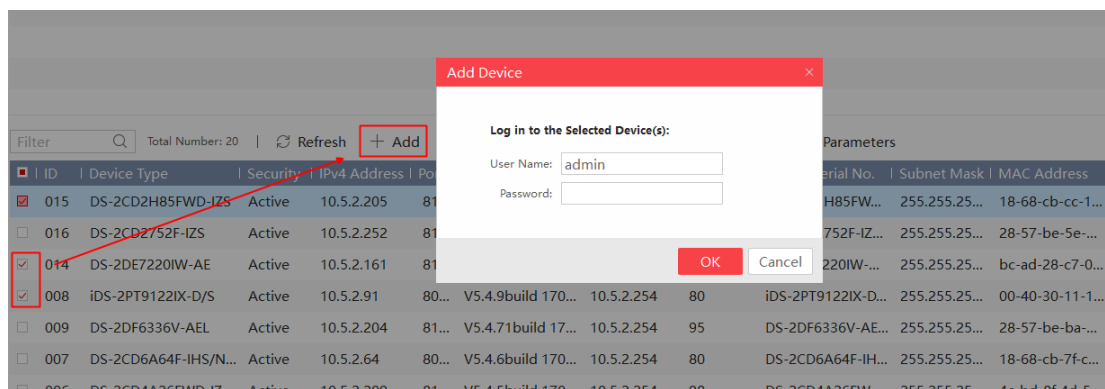 Add Device
×
Log in to the Selected Device(s):
User Name: admin
Password:
OK Cancel
Filter Total Number: 20 | Refresh + Add Parameters
ID Device Type Security IPv4 Address Serial No. Subnet Mask MAC Address
015 DS-2CD2H85FWD-IZS Active 10.5.2.205 81 H85FW... 255.255.25... 18-68-cb-cc-1...
016 DS-2CD2752F-IZS Active 10.5.2.252 81 752F-IZ... 255.255.25... 28-57-be-5e-...
014 DS-2DE7220IW-AE Active 10.5.2.161 81 220IW-... 255.255.25... bc-ad-28-c7-0...
008 iDS-2PT9122IX-D/S Active 10.5.2.91 80... V5.4.9build 170... 10.5.2.254 80 iDS-2PT9122IX-D... 255.255.25... 00-40-30-11-1...
009 DS-2DF6336V-AEL Active 10.5.2.204 81... V5.4.71build 17... 10.5.2.254 95 DS-2DF6336V-AE... 255.255.25... 28-57-be-ba-...
007 DS-2CD6A64F-IHS/N... Active 10.5.2.64 80... V5.4.6build 170... 10.5.2.254 80 DS-2CD6A64F-IH... 255.255.25... 18-68-cb-7f-c...